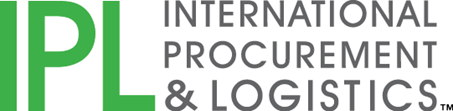 IPL
INTERNATIONAL
PROCUREMENT
& LOGISTICS™